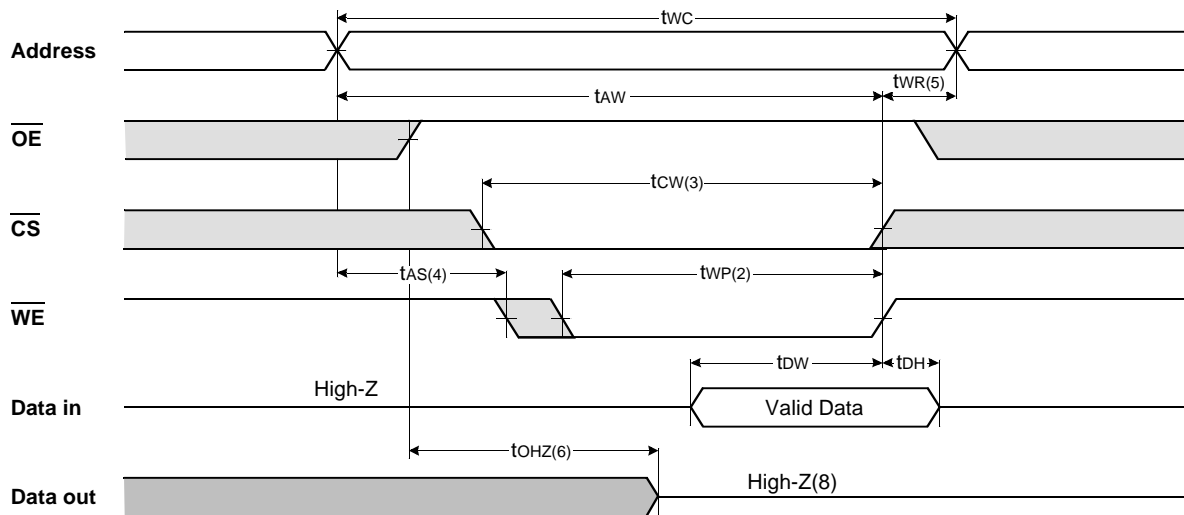 tWC
Address
tAW
tWR(5)
OE
tCW(3)
CS
tAS(4)
tWP(2)
WE
tDW
tDH
High-Z
Data in
Valid Data
tOHZ(6)
High-Z(8)
Data out